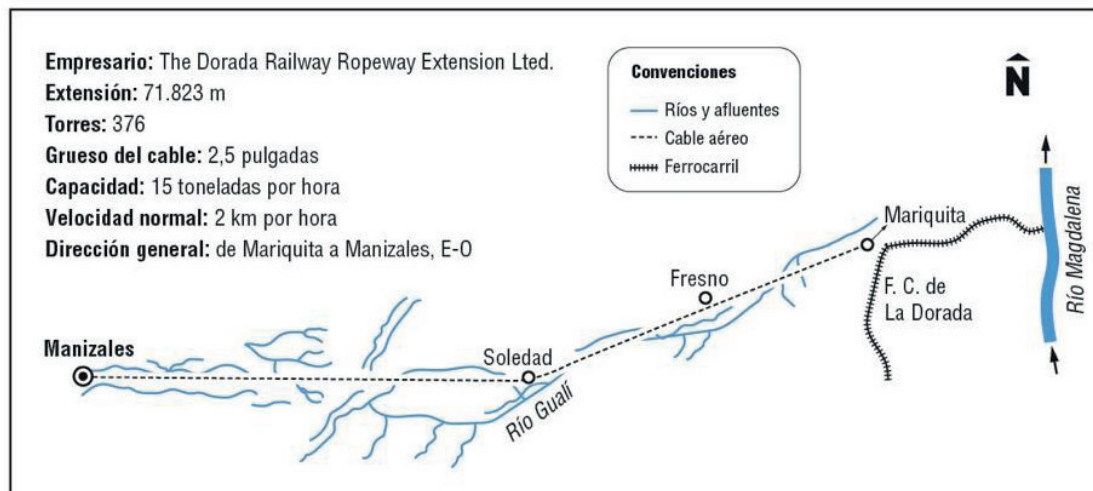 Empresario: The Dorada Railway Ropeway Extension Lted.
Extensión: 71.823 m
Torres: 376
Grueso del cable: 2,5 pulgadas
Capacidad: 15 toneladas por hora
Velocidad normal: 2 km por hora
Dirección general: de Mariquita a Manizales, E-O
Convenciones
Ríos y afluentes
Cable aéreo
Ferrocarril
N
Mariquita
Fresno
F. C. de
La Dorada
Río Magdalena
Manizales
Soledad
Río Gualí